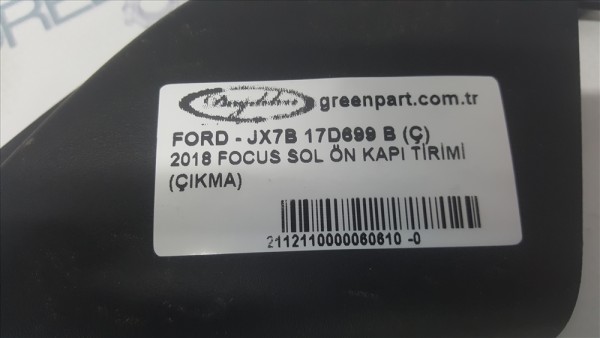 greenpart.com.tr
FORD - JX7B 17D699 B (Ç)
2018 FOCUS SOL ÖN KAPI TİRİMİ
(ÇIKMA)
2112110000060610 -0